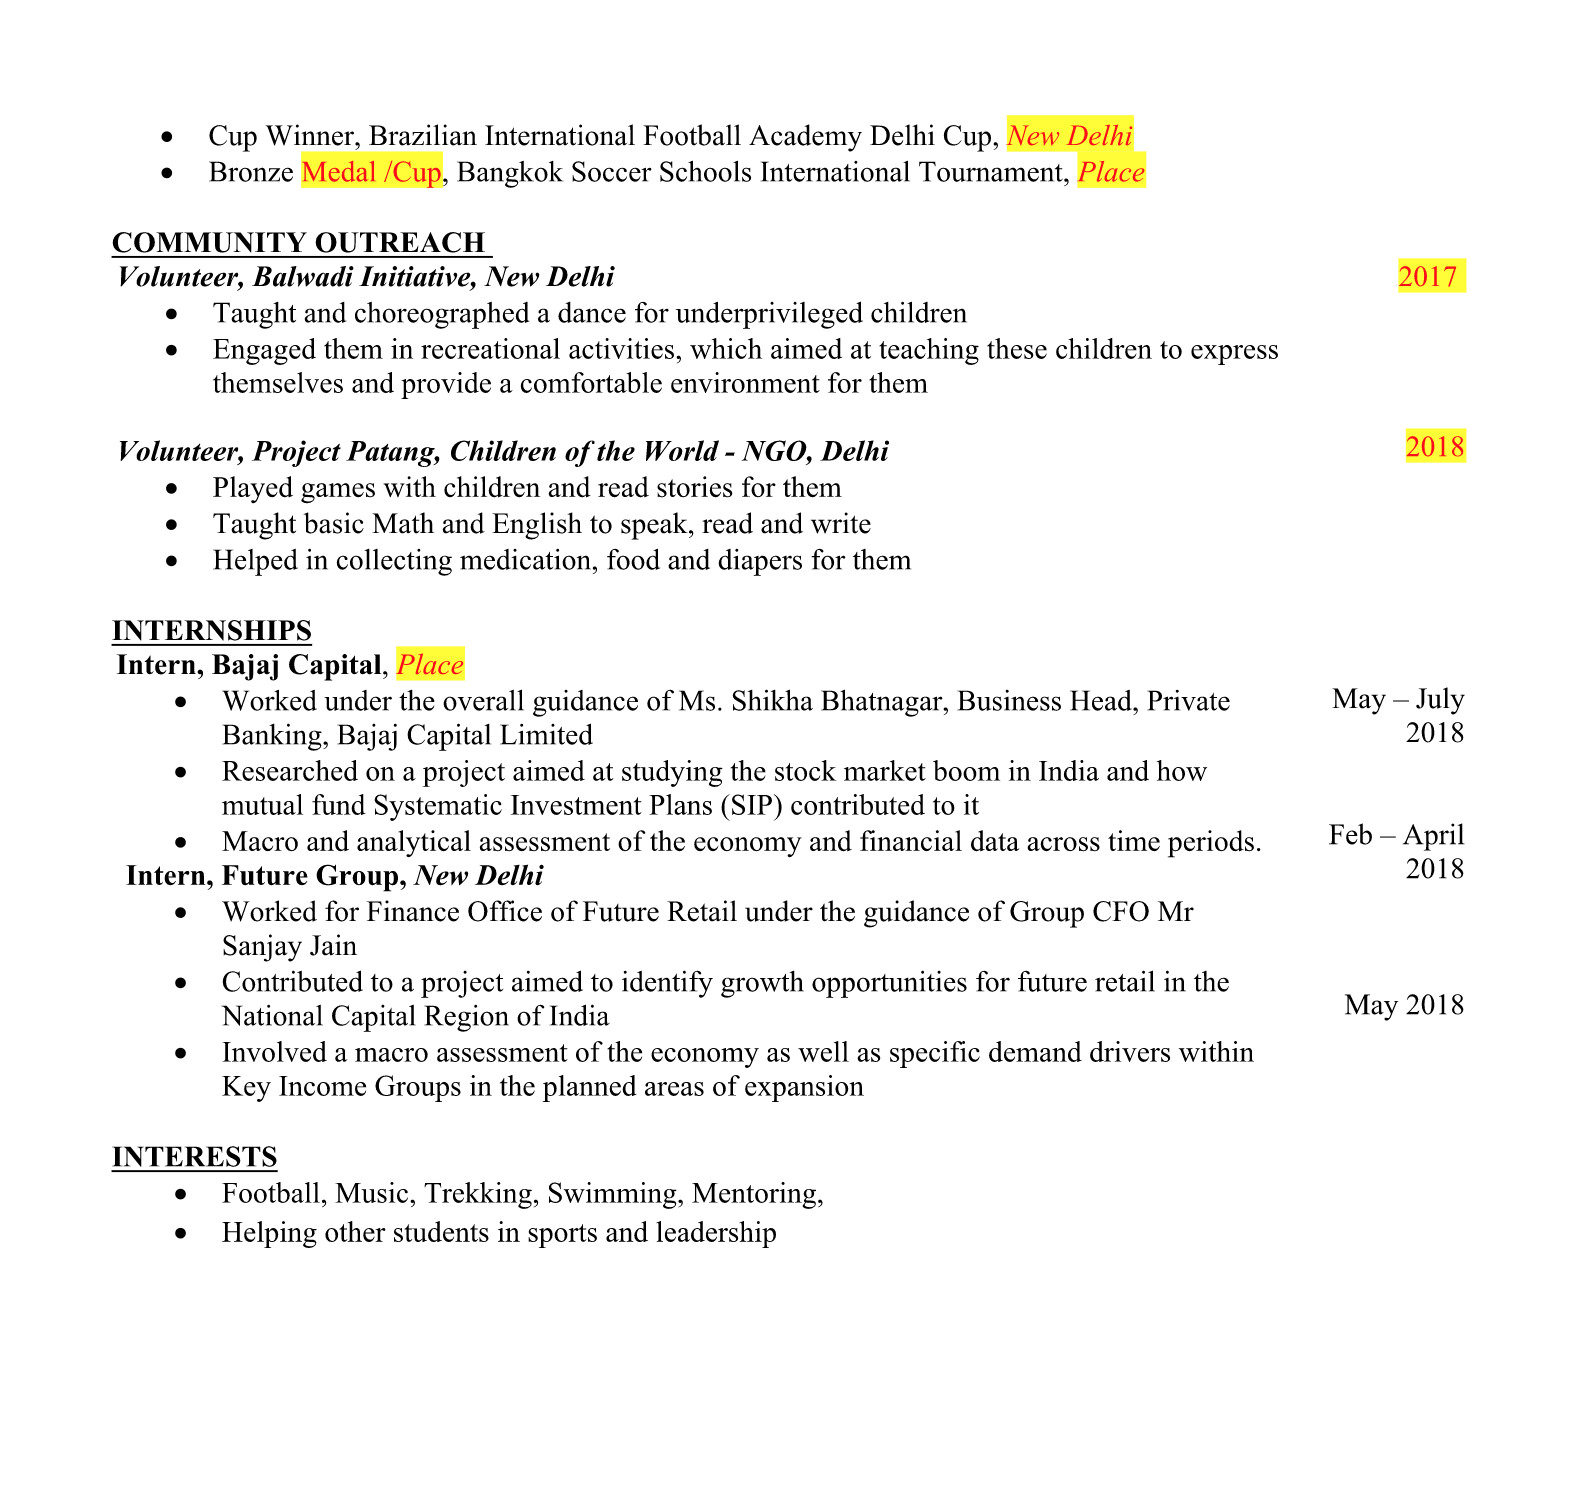 • Cup Winner, Brazilian International Football Academy Delhi Cup, New Delhi
• Bronze Medal /Cup, Bangkok Soccer Schools International Tournament, Place
COMMUNITY OUTREACH
Volunteer, Balwadi Initiative, New Delhi 2017
• Taught and choreographed a dance for underprivileged children
• Engaged them in recreational activities, which aimed at teaching these children to express
themselves and provide a comfortable environment for them
Volunteer, Project Patang, Children of the World - NGO, Delhi 2018
• Played games with children and read stories for them
• Taught basic Math and English to speak, read and write
• Helped in collecting medication, food and diapers for them
INTERNSHIPS
Intern, Bajaj Capital, Place
• Worked under the overall guidance of Ms. Shikha Bhatnagar, Business Head, Private May – July
Banking, Bajaj Capital Limited 2018
• Researched on a project aimed at studying the stock market boom in India and how
mutual fund Systematic Investment Plans (SIP) contributed to it
• Macro and analytical assessment of the economy and financial data across time periods. Feb – April
Intern, Future Group, New Delhi 2018
• Worked for Finance Office of Future Retail under the guidance of Group CFO Mr
Sanjay Jain
• Contributed to a project aimed to identify growth opportunities for future retail in the
National Capital Region of India May 2018
• Involved a macro assessment of the economy as well as specific demand drivers within
Key Income Groups in the planned areas of expansion
INTERESTS
• Football, Music, Trekking, Swimming, Mentoring,
• Helping other students in sports and leadership